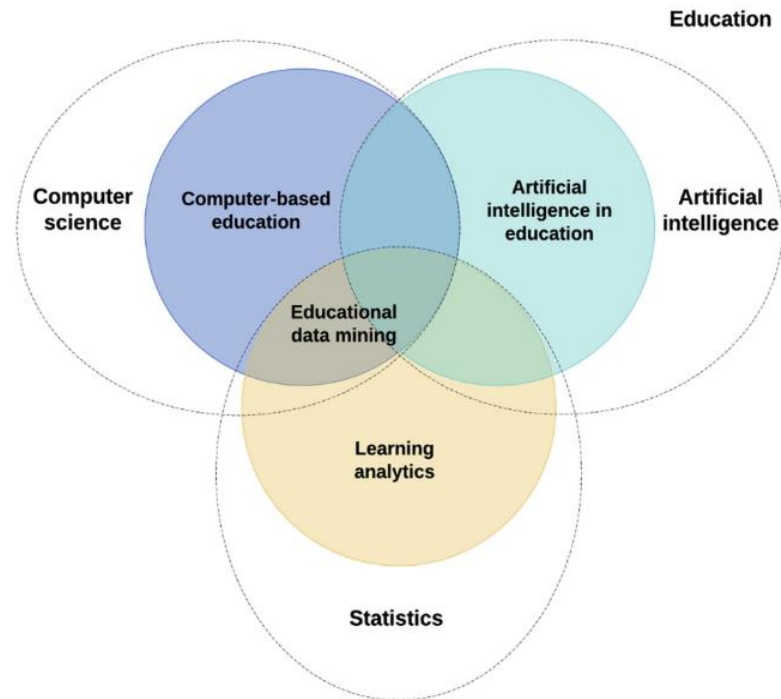 Education
Computer
science
Computer-based
education
Artificial
intelligence in
education
Artificial
intelligence
Educational
data mining
Learning
analytics
Statistics